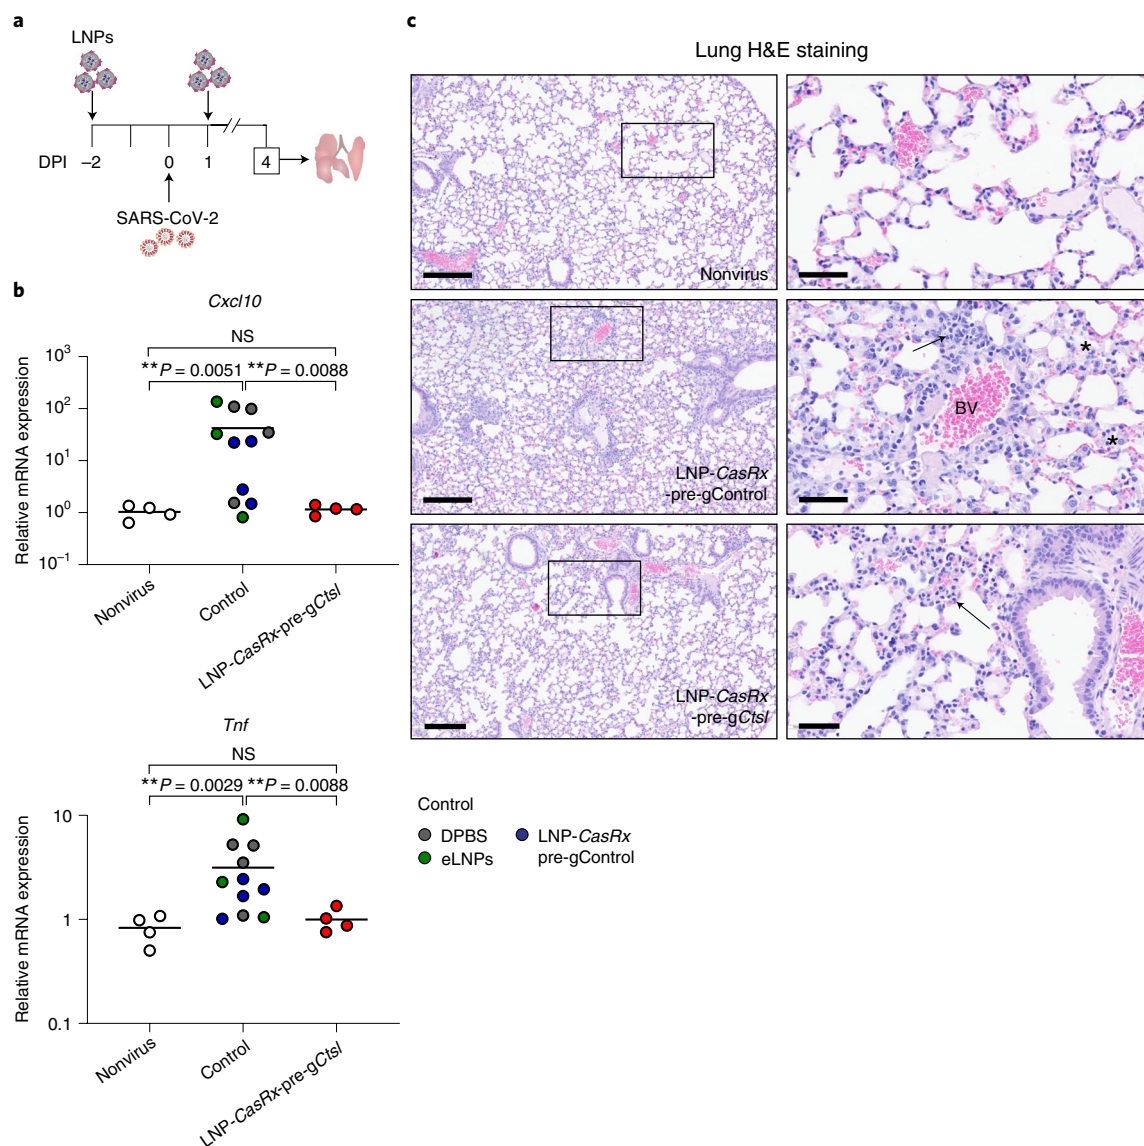 a
LNPs
DPI
–2
0
1
4
SARS-CoV-2
b
Cxcl10
NS
**P = 0.0051
**P = 0.0088
Relative mRNA expression
10³
10²
10¹
10⁰
10⁻¹
Nonvirus
Control
LNP-CasRx-pre-gCtsl
Tnf
NS
**P = 0.0029
**P = 0.0088
Relative mRNA expression
10
1
0.1
Nonvirus
Control
LNP-CasRx-pre-gCtsl
c
Lung H&E staining
Nonvirus
LNP-CasRx
-pre-gControl
BV
*
*
LNP-CasRx
-pre-gCtsl
Control
DPBS
eLNPs
LNP-CasRx
pre-gControl